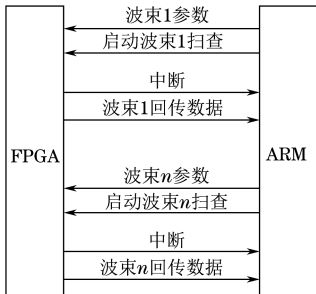 波束1参数
启动波束1扫查
中断
波束1回传数据
FPGA
ARM
波束n参数
启动波束n扫查
中断
波束n回传数据